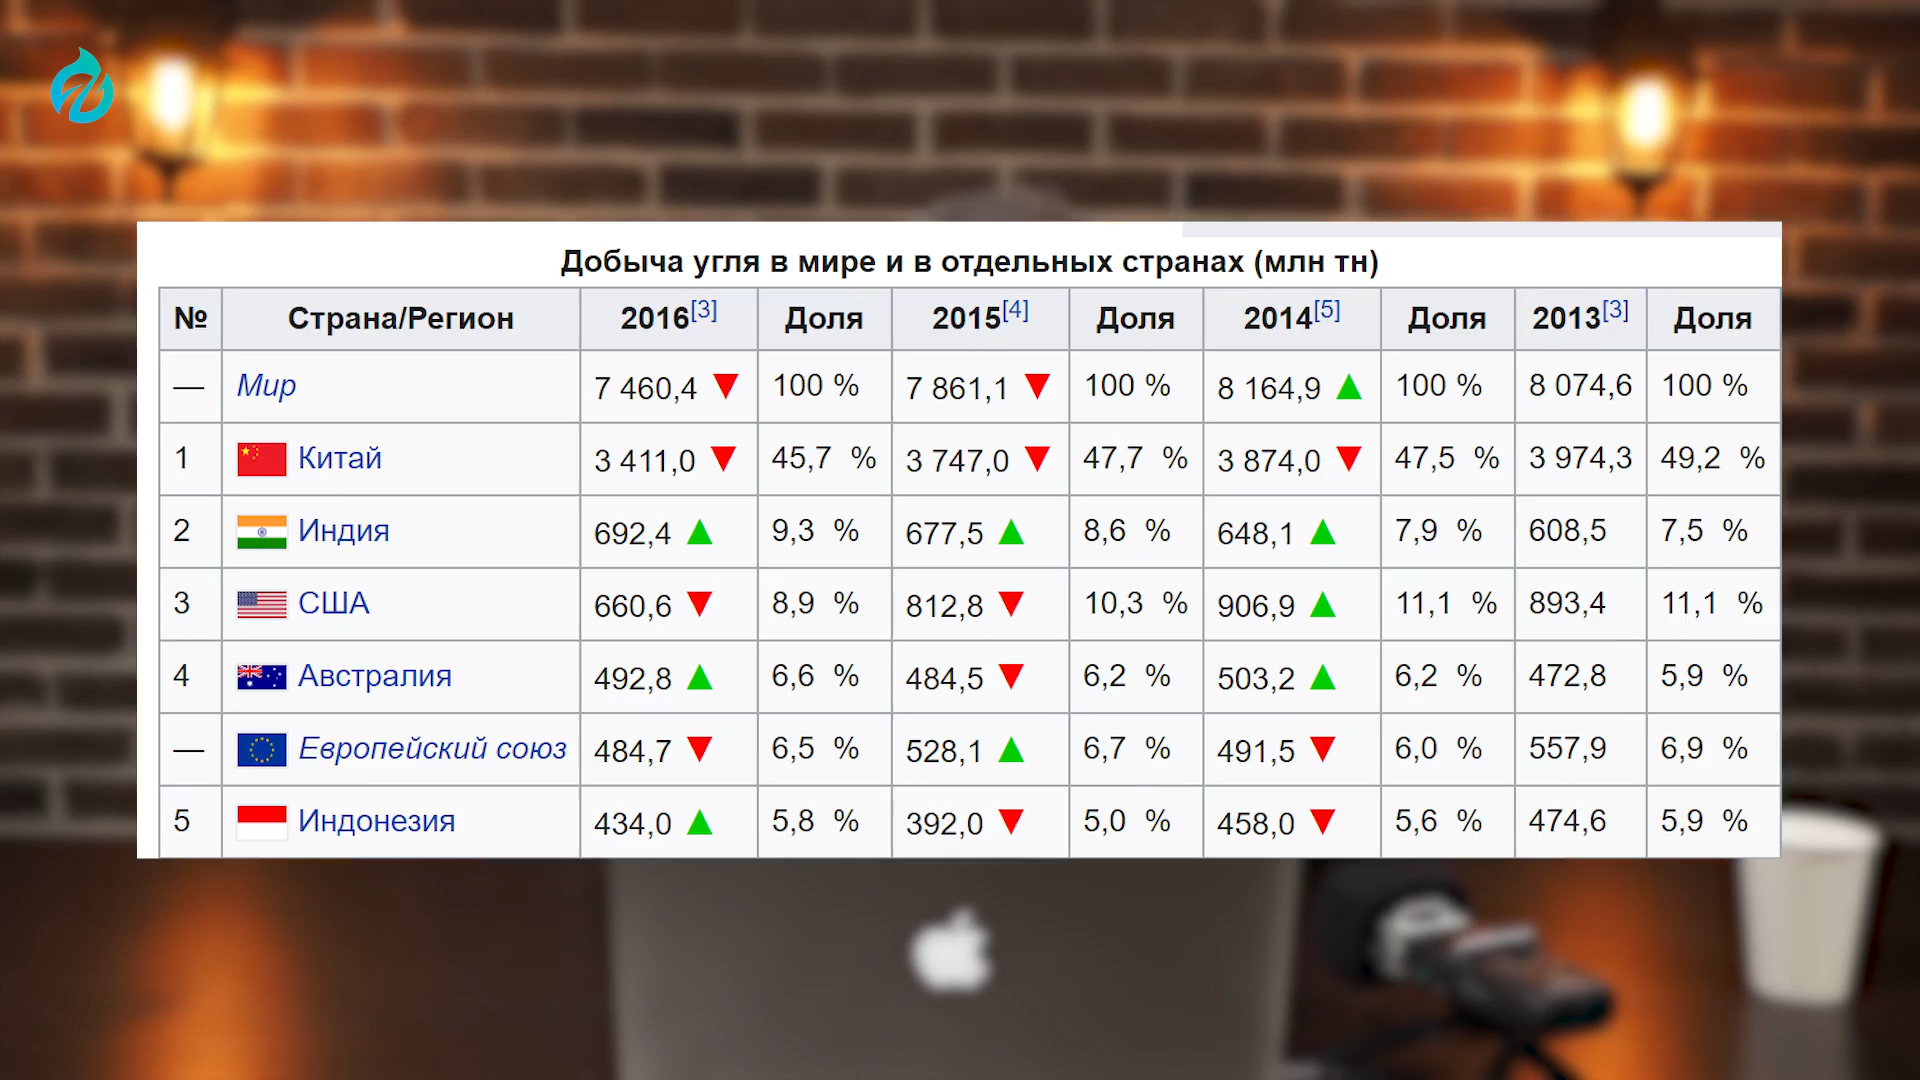 Добыча угля в мире и в отдельных странах (млн тн)
№ Страна/Регион 2016[3] Доля 2015[4] Доля 2014[5] Доля 2013[3] Доля
— Мир 7 460,4 ▼ 100 % 7 861,1 ▼ 100 % 8 164,9 ▲ 100 % 8 074,6 100 %
1 Китай 3 411,0 ▼ 45,7 % 3 747,0 ▼ 47,7 % 3 874,0 ▼ 47,5 % 3 974,3 49,2 %
2 Индия 692,4 ▲ 9,3 % 677,5 ▲ 8,6 % 648,1 ▲ 7,9 % 608,5 7,5 %
3 США 660,6 ▼ 8,9 % 812,8 ▼ 10,3 % 906,9 ▲ 11,1 % 893,4 11,1 %
4 Австралия 492,8 ▲ 6,6 % 484,5 ▼ 6,2 % 503,2 ▲ 6,2 % 472,8 5,9 %
— Европейский союз 484,7 ▼ 6,5 % 528,1 ▲ 6,7 % 491,5 ▼ 6,0 % 557,9 6,9 %
5 Индонезия 434,0 ▲ 5,8 % 392,0 ▼ 5,0 % 458,0 ▼ 5,6 % 474,6 5,9 %